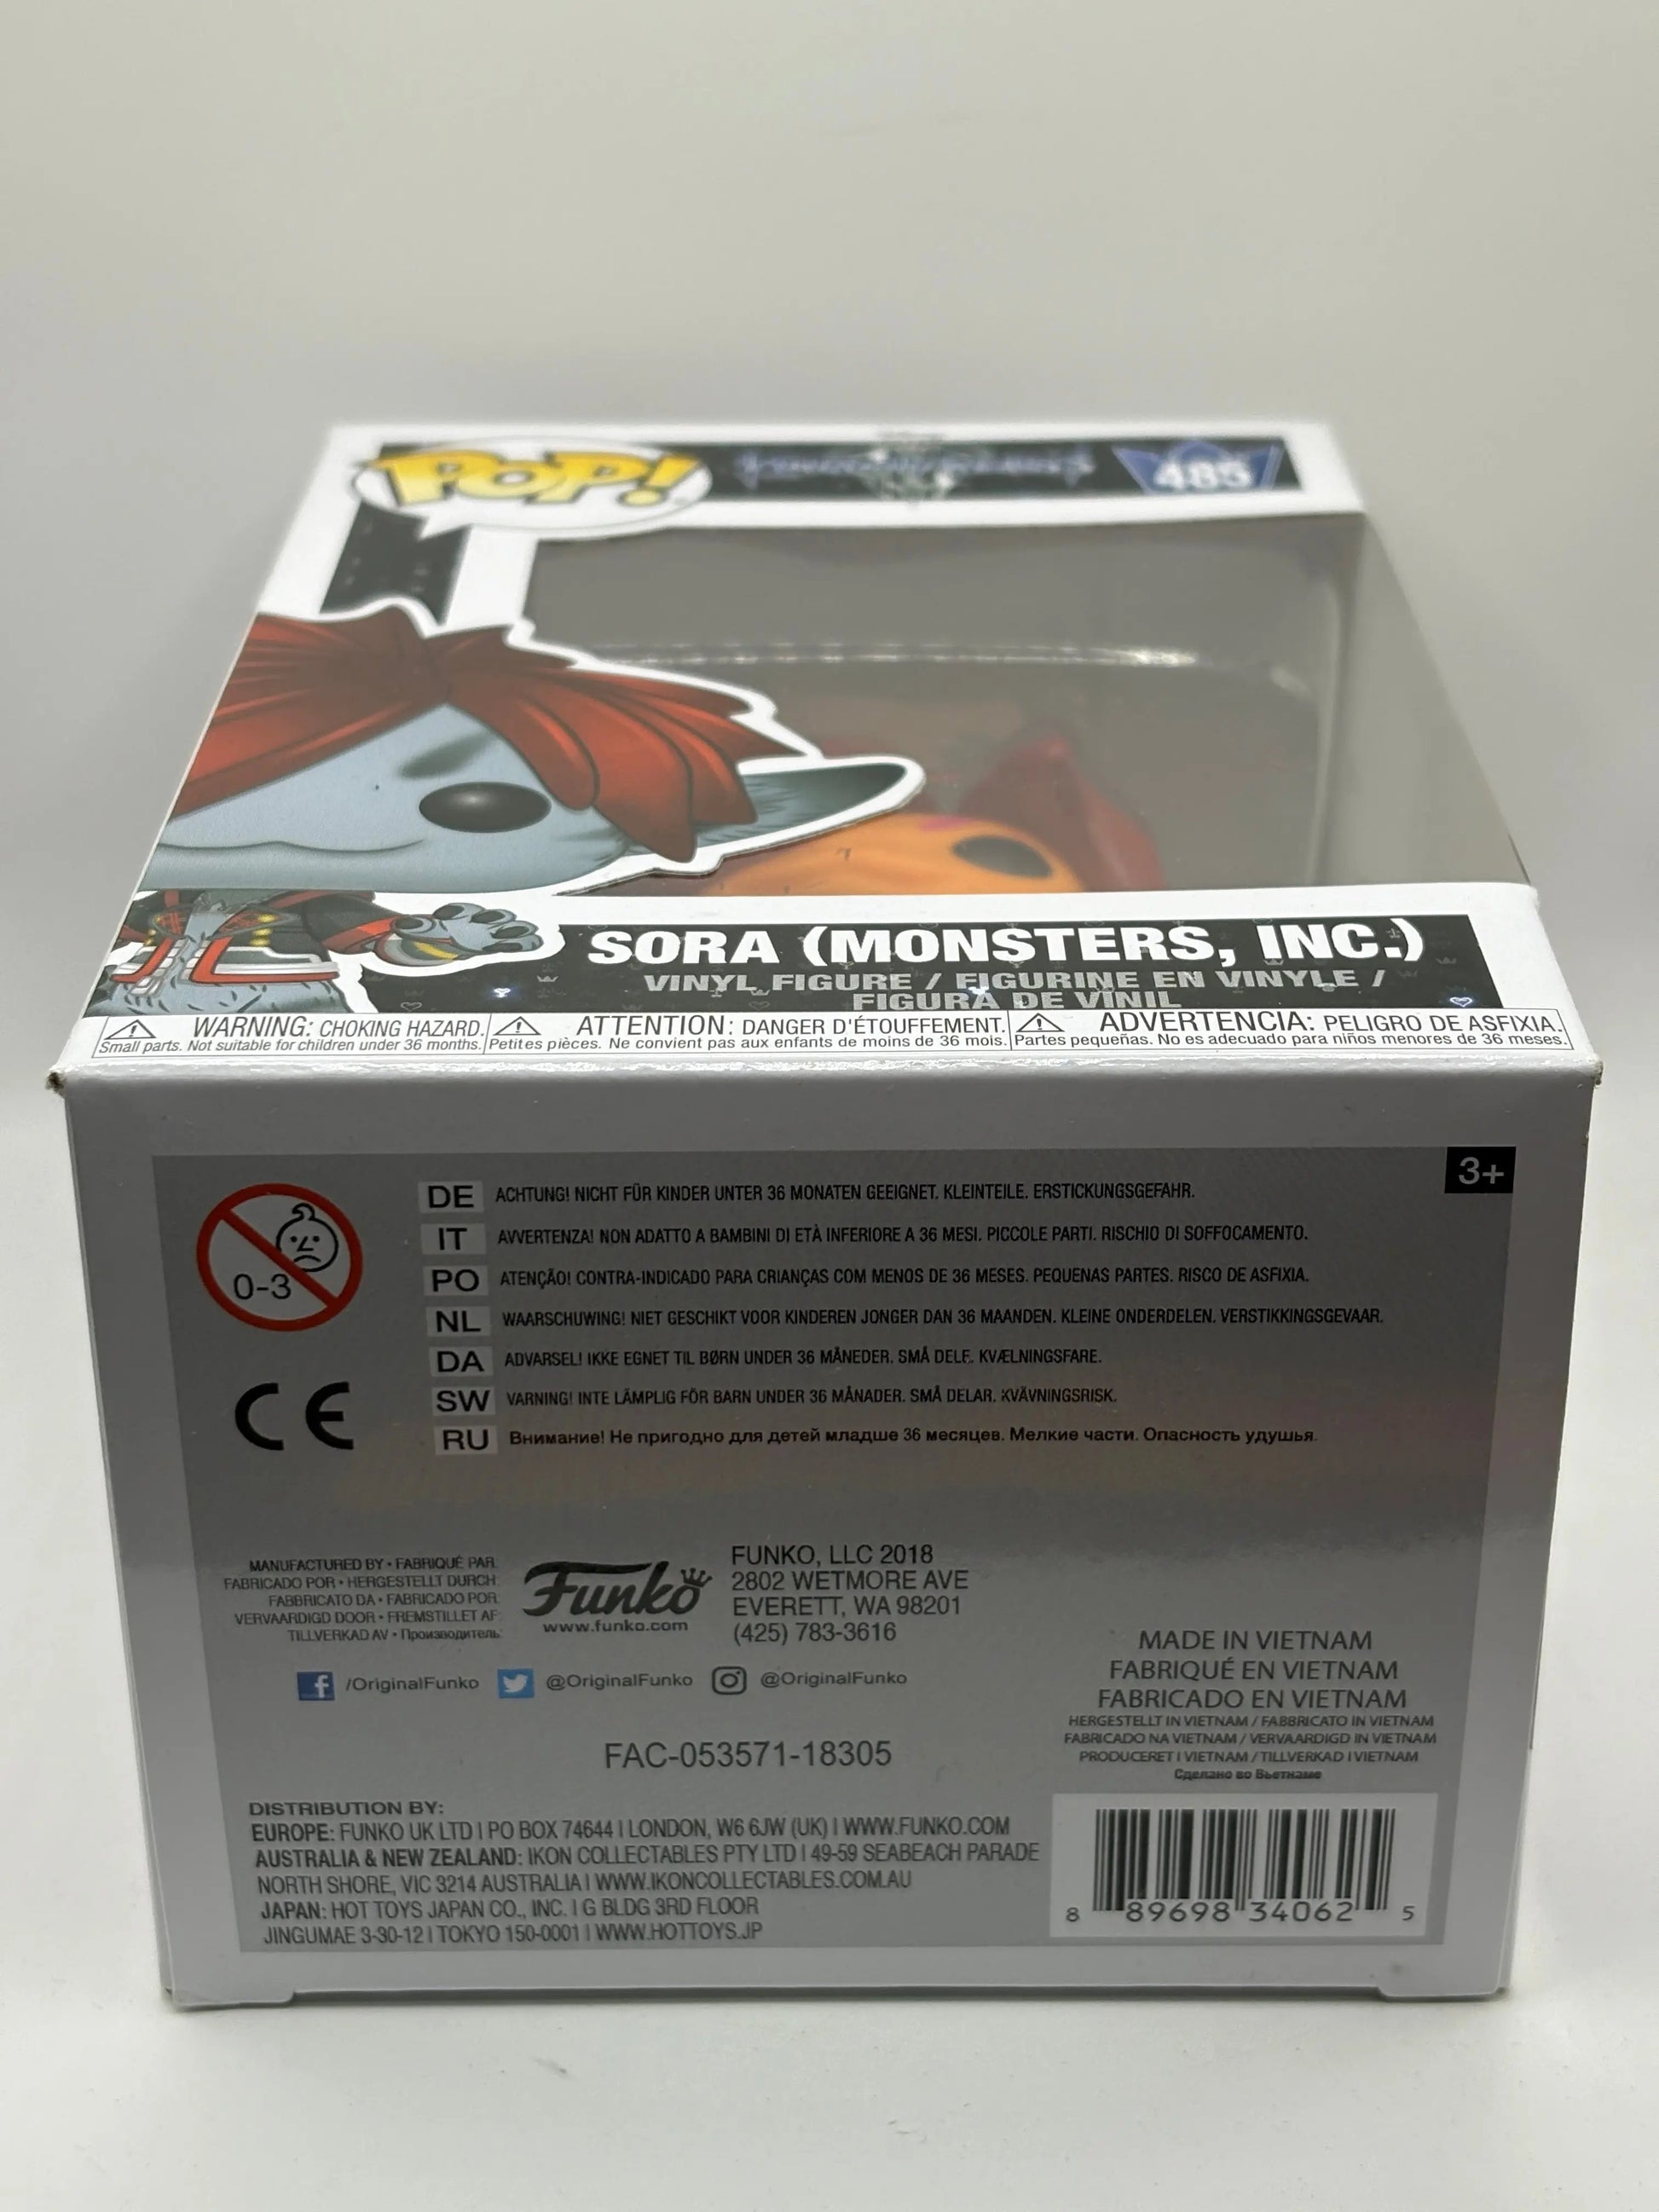 POP!
KINGDOM HEARTS
485
SORA (MONSTERS, INC.)
VINYL FIGURE / FIGURINE EN VINYLE /
FIGURA DE VINIL
WARNING: CHOKING HAZARD.
Small parts. Not suitable for children under 36 months.
ATTENTION: DANGER D'ÉTOUFFEMENT.
Petites pièces. Ne convient pas aux enfants de moins de 36 mois.
ADVERTENCIA: PELIGRO DE ASFIXIA.
Partes pequeñas. No es adecuado para niños menores de 36 meses.
3+
0-3
DE ACHTUNG! NICHT FÜR KINDER UNTER 36 MONATEN GEEIGNET. KLEINTEILE. ERSTICKUNGSGEFAHR.
IT AVVERTENZA! NON ADATTO A BAMBINI DI ETÀ INFERIORE A 36 MESI. PICCOLE PARTI. RISCHIO DI SOFFOCAMENTO.
PO ATENÇÃO! CONTRA-INDICADO PARA CRIANÇAS COM MENOS DE 36 MESES. PEQUENAS PARTES. RISCO DE ASFIXIA.
NL WAARSCHUWING! NIET GESCHIKT VOOR KINDEREN JONGER DAN 36 MAANDEN. KLEINE ONDERDELEN. VERSTIKKINGSGEVAAR.
DA ADVARSEL! IKKE EGNET TIL BØRN UNDER 36 MÅNEDER. SMÅ DELE. KVÆLNINGSFARE.
SW VARNING! INTE LÄMPLIG FÖR BARN UNDER 36 MÅNADER. SMÅ DELAR. KVÄVNINGSRISK.
RU Внимание! Не пригодно для детей младше 36 месяцев. Мелкие части. Опасность удушья.
CE
MANUFACTURED BY • FABRIQUÉ PAR:
FABRICADO POR • HERGESTELLT DURCH:
FABBRICATO DA • FABRICADO POR:
VERVAARDIGD DOOR • FREMSTILLET AF:
TILLVERKAD AV • Производитель:
Funko
www.funko.com
FUNKO, LLC 2018
2802 WETMORE AVE
EVERETT, WA 98201
(425) 783-3616
/OriginalFunko @OriginalFunko @OriginalFunko
FAC-053571-18305
MADE IN VIETNAM
FABRIQUÉ EN VIETNAM
FABRICADO EN VIETNAM
HERGESTELLT IN VIETNAM / FABBRICATO IN VIETNAM
FABRICADO NA VIETNAM / VERVAARDIGD IN VIETNAM
PRODUCERET I VIETNAM / TILLVERKAD I VIETNAM
Сделано во Вьетнаме
DISTRIBUTION BY:
EUROPE: FUNKO UK LTD | PO BOX 74644 | LONDON, W6 6JW (UK) | WWW.FUNKO.COM
AUSTRALIA & NEW ZEALAND: IKON COLLECTABLES PTY LTD | 49-59 SEABEACH PARADE
NORTH SHORE, VIC 3214 AUSTRALIA | WWW.IKONCOLLECTABLES.COM.AU
JAPAN: HOT TOYS JAPAN CO., INC. | G BLDG 3RD FLOOR
JINGUMAE 3-30-12 | TOKYO 150-0001 | WWW.HOTTOYS.JP
8 89698 34062 5